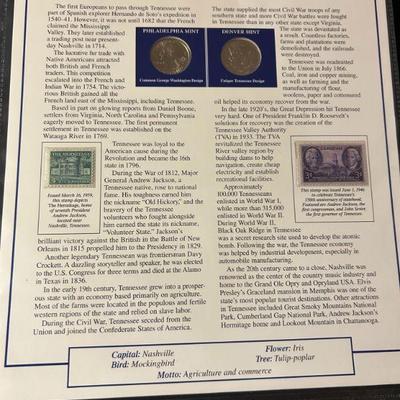 The first Europeans to pass through Tennessee were
part of Spanish explorer Hernando de Soto's expedition in
1540-41. However, it was not until 1682 that the French
claimed the Mississippi
Valley. They later established
a trading post near present-
day Nashville in 1714.
The lucrative fur trade with
Native Americans attracted
both British and French
traders. This competition
escalated into the French and
Indian War in 1754. The victo-
rious British gained all the
French land east of the Mississippi, including Tennessee.
Based in part on glowing reports from Daniel Boone,
settlers from Virginia, North Carolina and Pennsylvania
eagerly moved to Tennessee. The first permanent
settlement in Tennessee was established on the
Watauga River in 1769.
Tennessee was loyal to the
American cause during the
Revolution and became the 16th
state in 1796.
During the War of 1812, Major
General Andrew Jackson, a
Tennessee native, rose to national
fame. His roughness earned him
the nickname "Old Hickory," and the
bravery of the Tennessee
volunteers who fought alongside
him earned the state its nickname,
"Volunteer State." Jackson's
brilliant victory against the British in the Battle of New
Orleans in 1815 propelled him to the Presidency in 1829.
Another legendary Tennessean was frontiersman Davy
Crockett. A dazzling storyteller and speaker, he was elected to
the U.S. Congress for three terms and died at the Alamo
in Texas in 1836.
In the early 19th century, Tennessee grew into a prosper-
ous state with an economy based primarily on agriculture.
Most of the farms were located in the populous and fertile
western regions of the state and relied on slave labor.
During the Civil War, Tennessee seceded from the
Union and joined the Confederate States of America.
PHILADELPHIA MINT
Common George Washington Design
DENVER MINT
Unique Tennessee Design
Issued March 16, 1959,
this stamp depicts
The Hermitage, home
of seventh President
Andrew Jackson,
located near
Nashville, Tennessee.
The state supplied the most Civil War troops of any
southern state and more Civil War battles were fought
in Tennessee than in any other state except Virginia.
The state was devastated as
a result. Countless factories,
farms and plantations were
demolished, and the railroads
were destroyed.
Tennessee was readmitted
to the Union in July 1866.
Coal, iron and copper mining,
as well as farming and the
manufacturing of flour,
woolens, paper and cottonseed
oil helped its economy recover from the war.
In the late 1920's, the Great Depression hit Tennessee
very hard. One of President Franklin D. Roosevelt's
solutions for recovery was the creation of the
Tennessee Valley Authority
(TVA) in 1933. The TVA
revitalized the Tennessee
River valley region by
building dams to help
navigation, create cheap
electricity and establish
recreational facilities.
Approximately
100,000 Tenneseeans
enlisted in World War I,
while more than 315,000
enlisted in World War II.
During World War II,
Black Oak Ridge in Tennessee
was a secret research site used to develop the atomic
bomb. Following the war, the Tennessee economy was
helped by industrial development, especially in
automobile manufacturing.
As the 20th century came to a close, Nashville was
renowned as the center of the country music industry and
home to the Grand Ole Opry and Opryland USA. Elvis
Presley's Graceland mansion in Memphis was one of the
state's most popular tourist destinations. Other attractions
in Tennessee included Great Smoky Mountains National
Park, Cumberland Gap National Park, Andrew Jackson's
Hermitage home and Lookout Mountain in Chattanooga.
This stamp was issued June 1, 1946
to celebrate Tennessee's
150th anniversary of statehood.
Capital: Nashville
Bird: Mockingbird
Flower: Iris
Tree: Tulip-poplar
Motto: Agriculture and commerce